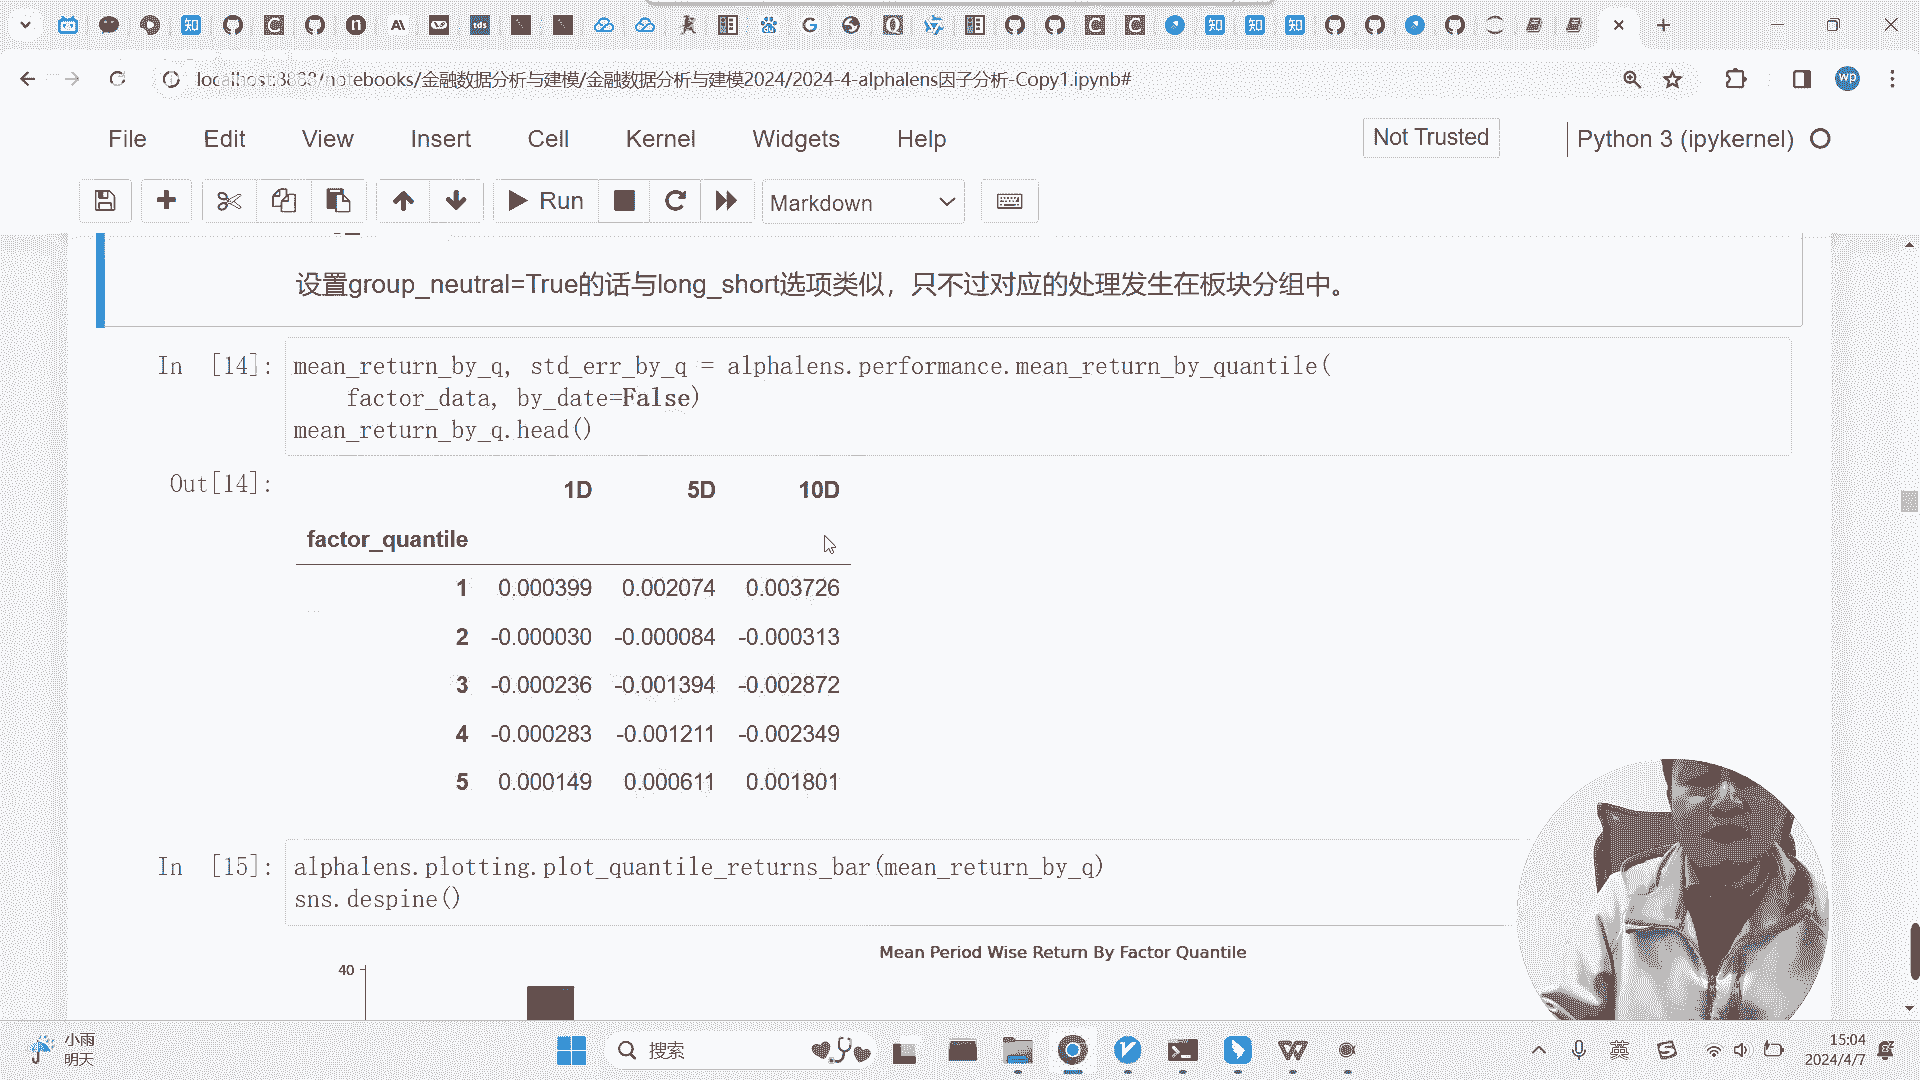 localhost:8888/notebooks/金融数据分析与建模/金融数据分析与建模2024/2024-4-alphalens因子分析-Copy1.ipynb#
wp
File Edit View Insert Cell Kernel Widgets Help
Not Trusted
Python 3 (ipykernel)
Run
Markdown
设置group_neutral=True的话与long_short选项类似，只不过对应的处理发生在板块分组中。
In [14]:
mean_return_by_q, std_err_by_q = alphalens.performance.mean_return_by_quantile(
factor_data, by_date=False)
mean_return_by_q.head()
Out[14]:
1D 5D 10D
factor_quantile
1 0.000399 0.002074 0.003726
2 -0.000030 -0.000084 -0.000313
3 -0.000236 -0.001394 -0.002872
4 -0.000283 -0.001211 -0.002349
5 0.000149 0.000611 0.001801
In [15]:
alphalens.plotting.plot_quantile_returns_bar(mean_return_by_q)
sns.despine()
Mean Period Wise Return By Factor Quantile
40
小雨
明天
搜索
英
15:04
2024/4/7